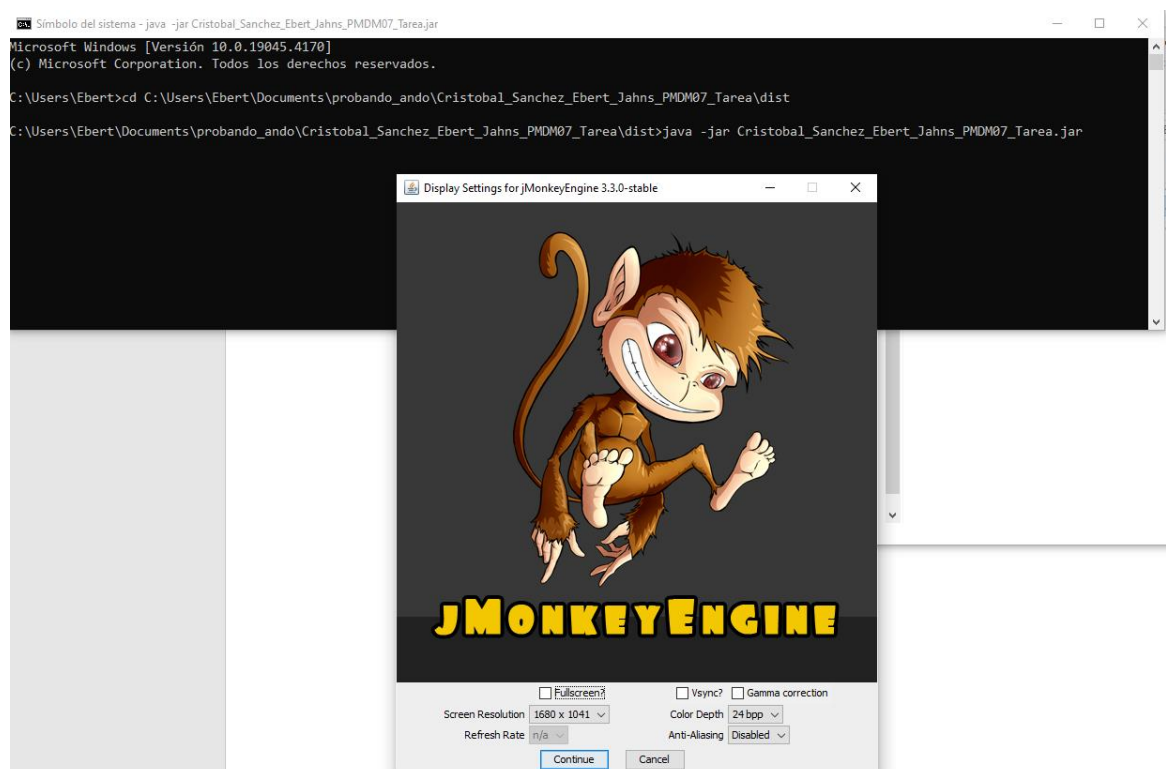 Símbolo del sistema - java -jar Cristobal_Sanchez_Ebert_Jahns_PMDM07_Tarea.jar
Microsoft Windows [Versión 10.0.19045.4170]
(c) Microsoft Corporation. Todos los derechos reservados.
C:\Users\Ebert>cd C:\Users\Ebert\Documents\probando_ando\Cristobal_Sanchez_Ebert_Jahns_PMDM07_Tarea\dist
C:\Users\Ebert\Documents\probando_ando\Cristobal_Sanchez_Ebert_Jahns_PMDM07_Tarea\dist>java -jar Cristobal_Sanchez_Ebert_Jahns_PMDM07_Tarea.jar
Display Settings for jMonkeyEngine 3.3.0-stable
JMONKEYENGINE
Fullscreen? Vsync? Gamma correction
Screen Resolution 1680 x 1041 Color Depth 24 bpp
Refresh Rate n/a Anti-Aliasing Disabled
Continue Cancel